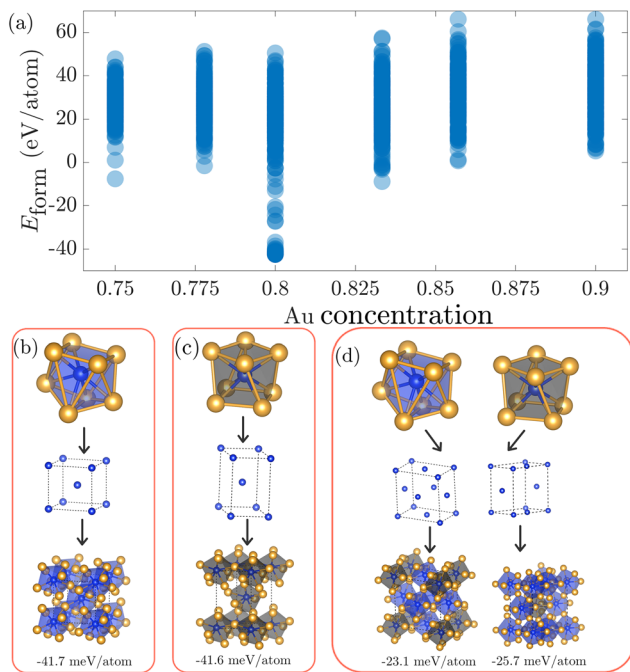 (a)
E_form (eV/atom)
60
40
20
0
-20
-40
0.75 0.775 0.8 0.825 0.85 0.875 0.9
Au concentration
(b) (c) (d)
-41.7 meV/atom -41.6 meV/atom -23.1 meV/atom -25.7 meV/atom